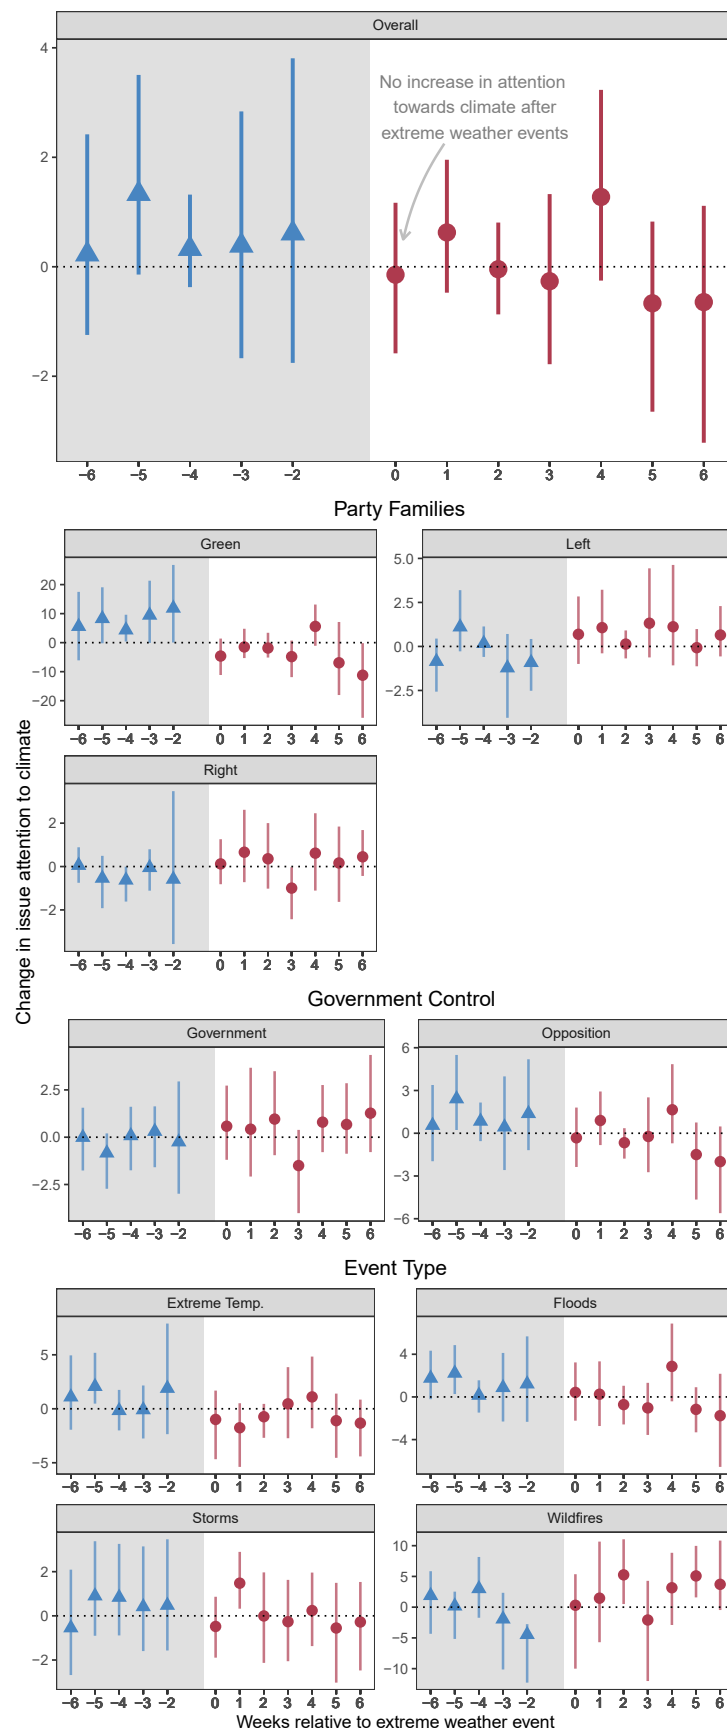 Overall
4
2
0
−2
No increase in attention
towards climate after
extreme weather events
−6 −5 −4 −3 −2 0 1 2 3 4 5 6
Party Families
Change in issue attention to climate
Green
20
10
0
−10
−20
−6 −5 −4 −3 −2 0 1 2 3 4 5 6
Left
5.0
2.5
0.0
−2.5
−6 −5 −4 −3 −2 0 1 2 3 4 5 6
Right
2
0
−2
−6 −5 −4 −3 −2 0 1 2 3 4 5 6
Government Control
Government
2.5
0.0
−2.5
−6 −5 −4 −3 −2 0 1 2 3 4 5 6
Opposition
6
3
0
−3
−6
−6 −5 −4 −3 −2 0 1 2 3 4 5 6
Event Type
Extreme Temp.
5
0
−5
−6 −5 −4 −3 −2 0 1 2 3 4 5 6
Floods
4
0
−4
−6 −5 −4 −3 −2 0 1 2 3 4 5 6
Storms
2
0
−2
−6 −5 −4 −3 −2 0 1 2 3 4 5 6
Wildfires
10
5
0
−5
−10
−6 −5 −4 −3 −2 0 1 2 3 4 5 6
Weeks relative to extreme weather event